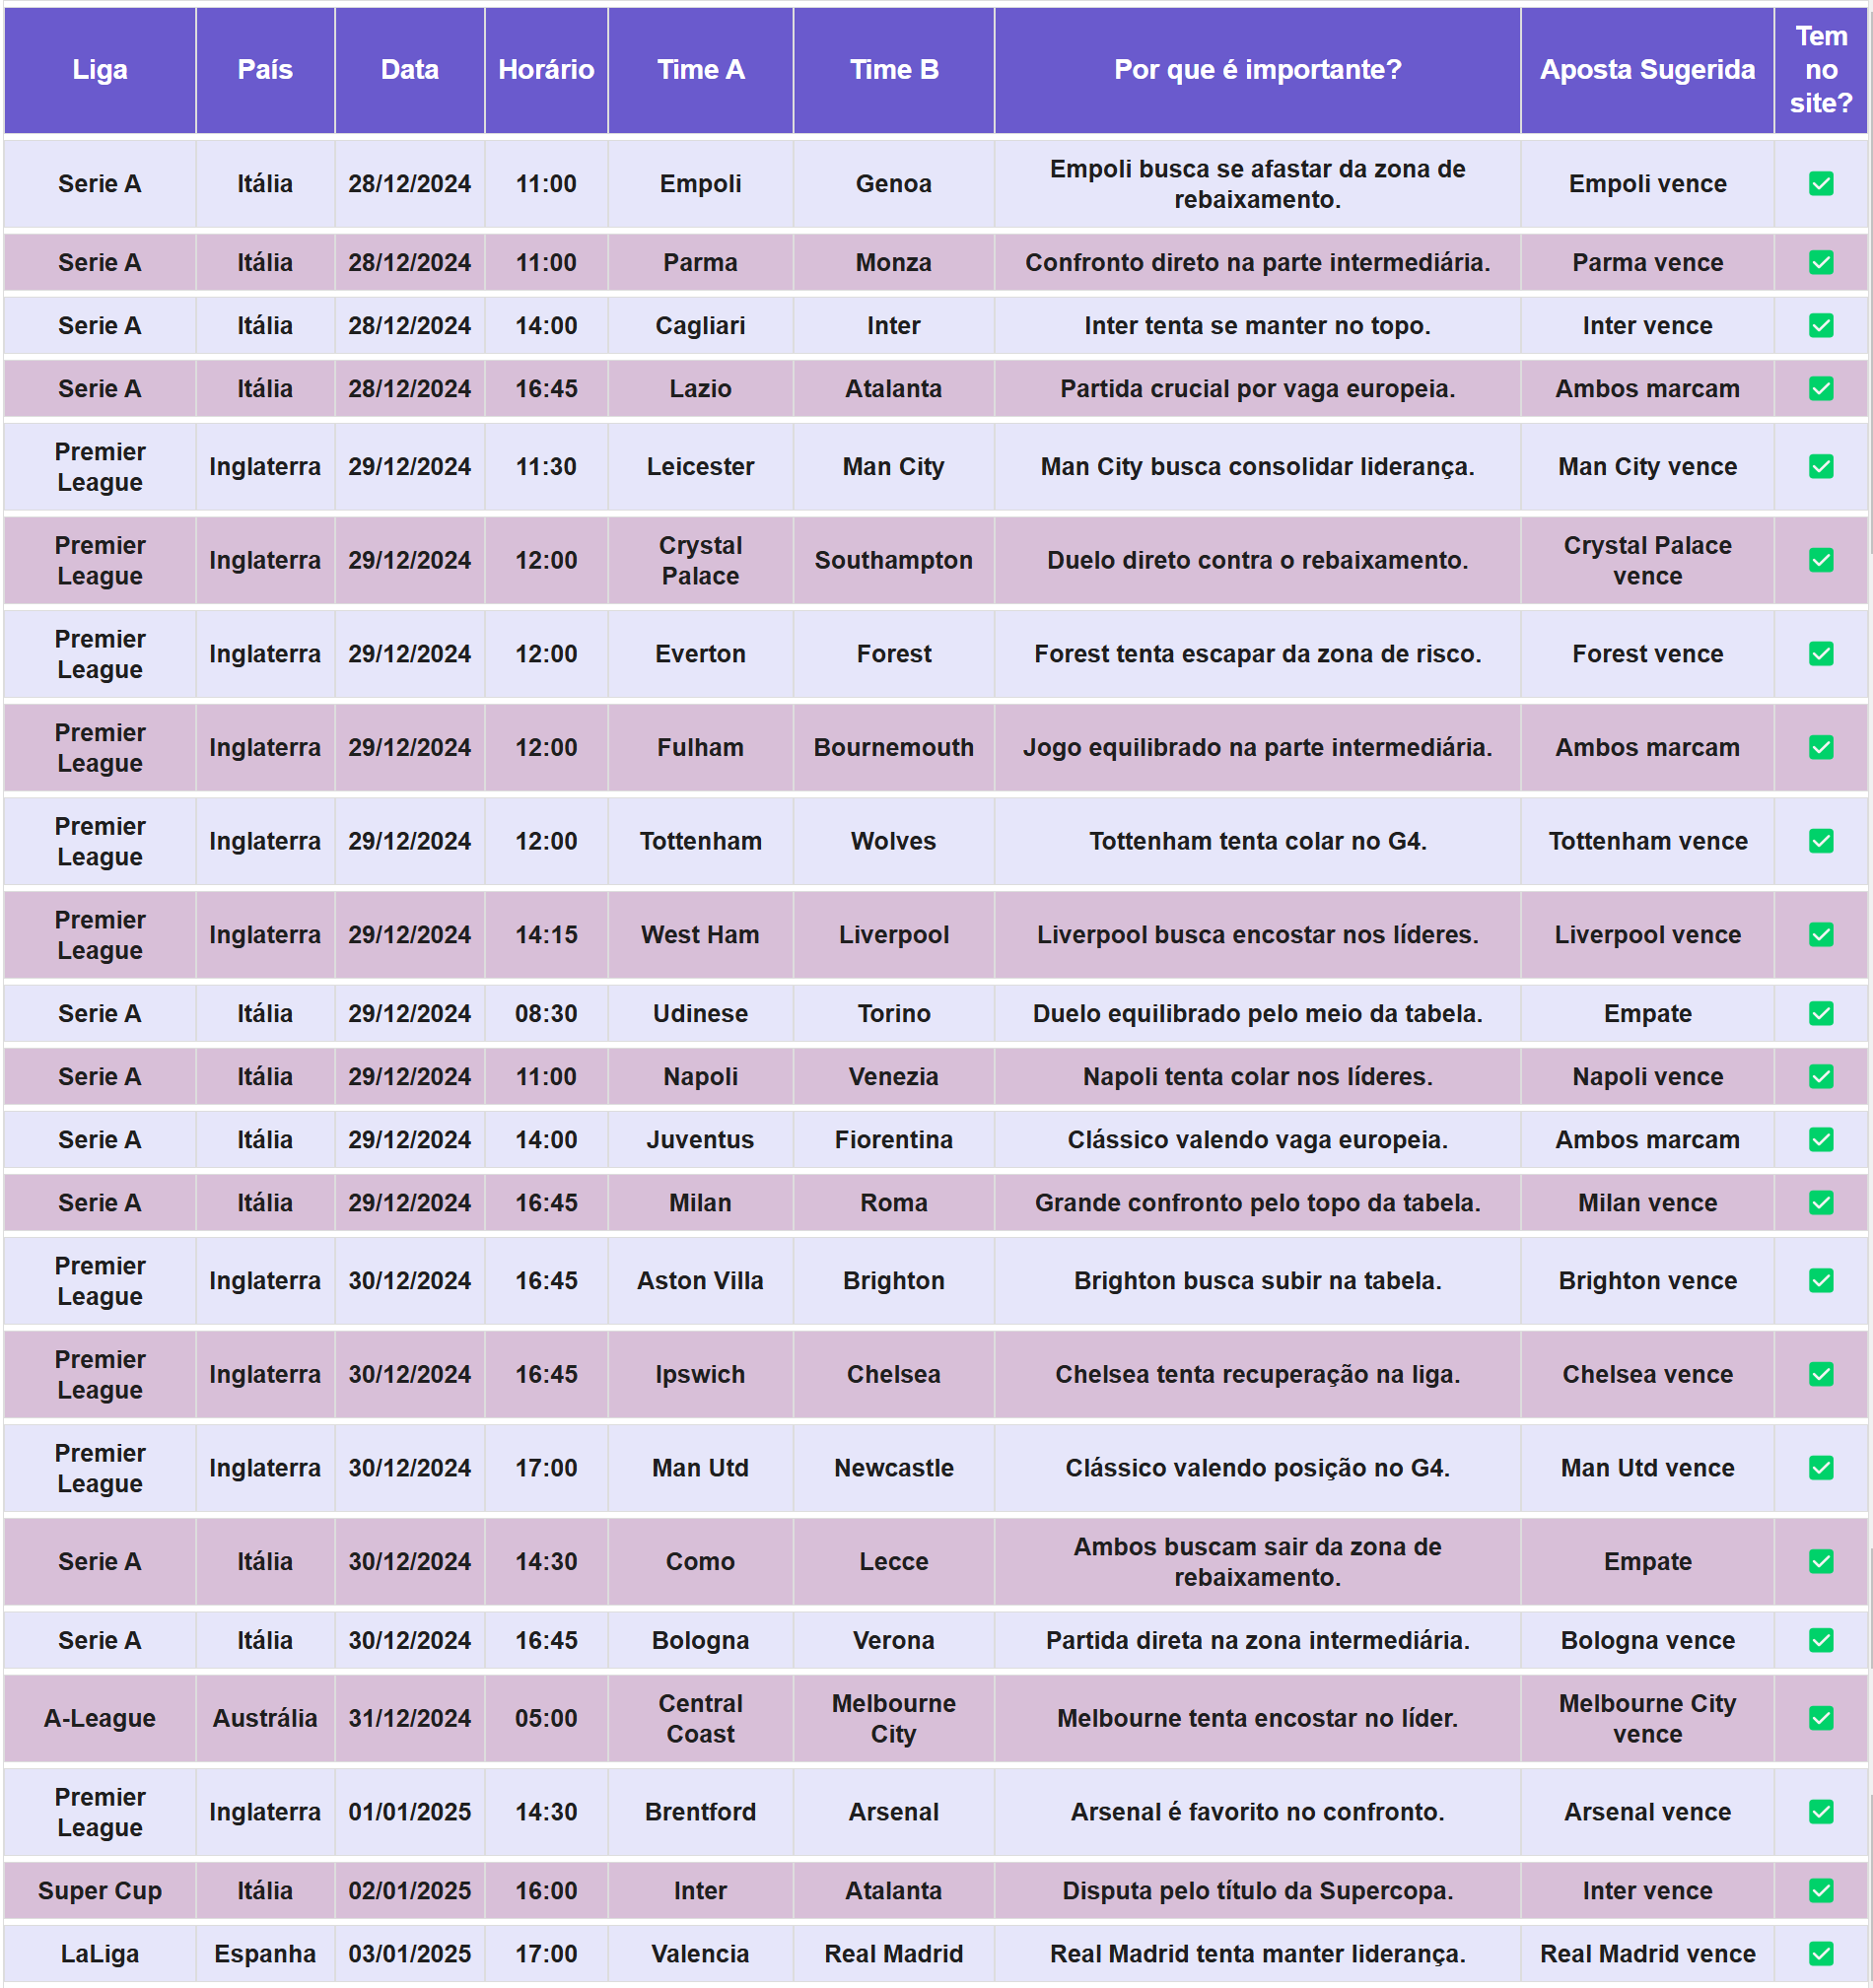 Liga País Data Horário Time A Time B Por que é importante? Aposta Sugerida Tem no site?
Serie A Itália 28/12/2024 11:00 Empoli Genoa Empoli busca se afastar da zona de rebaixamento. Empoli vence ✅
Serie A Itália 28/12/2024 11:00 Parma Monza Confronto direto na parte intermediária. Parma vence ✅
Serie A Itália 28/12/2024 14:00 Cagliari Inter Inter tenta se manter no topo. Inter vence ✅
Serie A Itália 28/12/2024 16:45 Lazio Atalanta Partida crucial por vaga europeia. Ambos marcam ✅
Premier League Inglaterra 29/12/2024 11:30 Leicester Man City Man City busca consolidar liderança. Man City vence ✅
Premier League Inglaterra 29/12/2024 12:00 Crystal Palace Southampton Duelo direto contra o rebaixamento. Crystal Palace vence ✅
Premier League Inglaterra 29/12/2024 12:00 Everton Forest Forest tenta escapar da zona de risco. Forest vence ✅
Premier League Inglaterra 29/12/2024 12:00 Fulham Bournemouth Jogo equilibrado na parte intermediária. Ambos marcam ✅
Premier League Inglaterra 29/12/2024 12:00 Tottenham Wolves Tottenham tenta colar no G4. Tottenham vence ✅
Premier League Inglaterra 29/12/2024 14:15 West Ham Liverpool Liverpool busca encostar nos líderes. Liverpool vence ✅
Serie A Itália 29/12/2024 08:30 Udinese Torino Duelo equilibrado pelo meio da tabela. Empate ✅
Serie A Itália 29/12/2024 11:00 Napoli Venezia Napoli tenta colar nos líderes. Napoli vence ✅
Serie A Itália 29/12/2024 14:00 Juventus Fiorentina Clássico valendo vaga europeia. Ambos marcam ✅
Serie A Itália 29/12/2024 16:45 Milan Roma Grande confronto pelo topo da tabela. Milan vence ✅
Premier League Inglaterra 30/12/2024 16:45 Aston Villa Brighton Brighton busca subir na tabela. Brighton vence ✅
Premier League Inglaterra 30/12/2024 16:45 Ipswich Chelsea Chelsea tenta recuperação na liga. Chelsea vence ✅
Premier League Inglaterra 30/12/2024 17:00 Man Utd Newcastle Clássico valendo posição no G4. Man Utd vence ✅
Serie A Itália 30/12/2024 14:30 Como Lecce Ambos buscam sair da zona de rebaixamento. Empate ✅
Serie A Itália 30/12/2024 16:45 Bologna Verona Partida direta na zona intermediária. Bologna vence ✅
A-League Austrália 31/12/2024 05:00 Central Coast Melbourne City Melbourne tenta encostar no líder. Melbourne City vence ✅
Premier League Inglaterra 01/01/2025 14:30 Brentford Arsenal Arsenal é favorito no confronto. Arsenal vence ✅
Super Cup Itália 02/01/2025 16:00 Inter Atalanta Disputa pelo título da Supercopa. Inter vence ✅
LaLiga Espanha 03/01/2025 17:00 Valencia Real Madrid Real Madrid tenta manter liderança. Real Madrid vence ✅